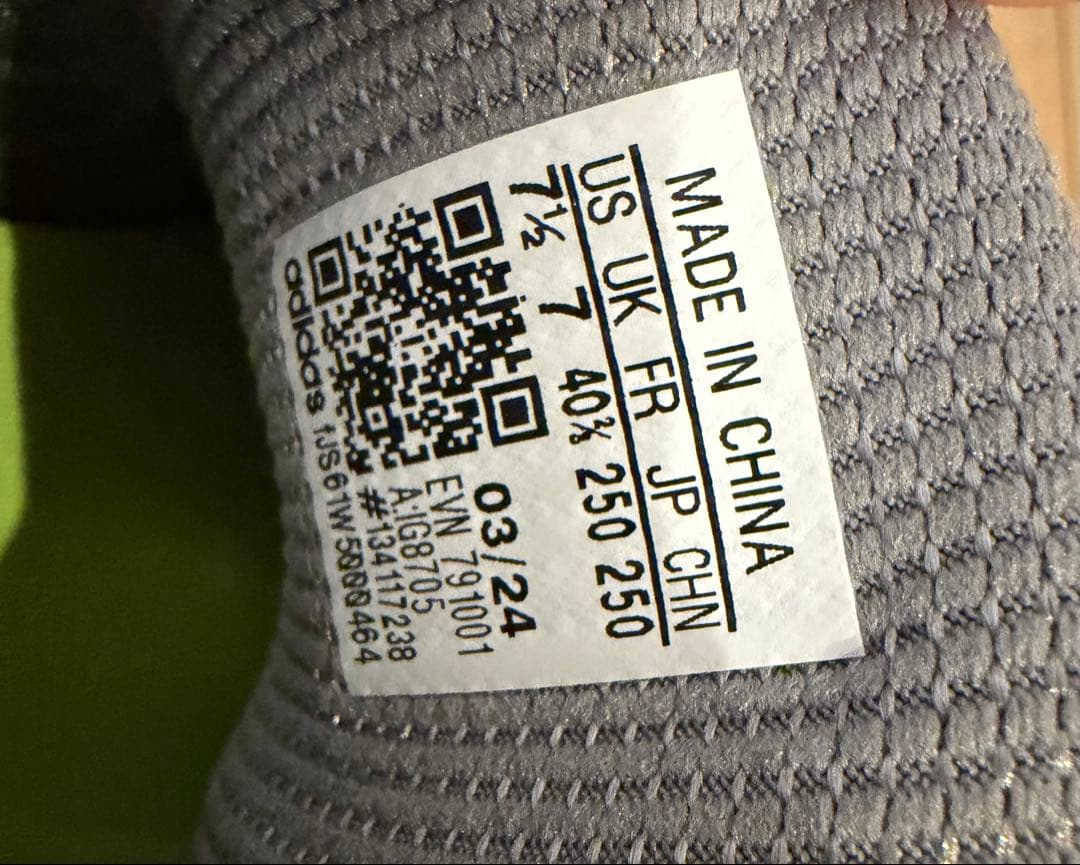 MADE IN CHINA
US UK FR JP CHN
7½ 7 40⅔ 250 250
03/24
EVN 791001
A:IG8705
#134117238
adidas fJS61W5000464